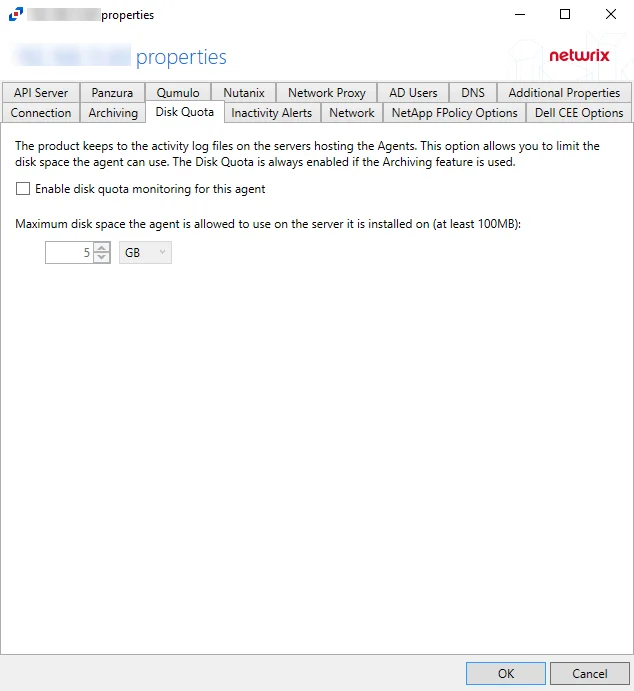 properties
properties
netwrix
API Server
Panzura
Qumulo
Nutanix
Network Proxy
AD Users
DNS
Additional Properties
Connection
Archiving
Disk Quota
Inactivity Alerts
Network
NetApp FPolicy Options
Dell CEE Options
The product keeps to the activity log files on the servers hosting the Agents. This option allows you to limit the
disk space the agent can use. The Disk Quota is always enabled if the Archiving feature is used.
Enable disk quota monitoring for this agent
Maximum disk space the agent is allowed to use on the server it is installed on (at least 100MB):
5
GB
OK
Cancel